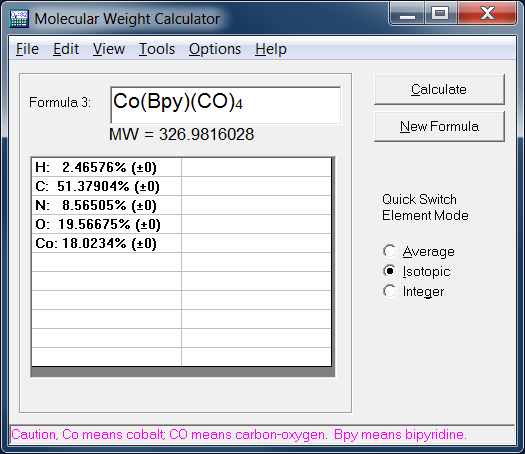 Molecular Weight Calculator
File Edit View Tools Options Help
Formula 3:
Co(Bpy)(CO)4
MW = 326.9816028
H: 2.46576% (±0)
C: 51.37904% (±0)
N: 8.56505% (±0)
O: 19.56675% (±0)
Co: 18.0234% (±0)
Calculate
New Formula
Quick Switch
Element Mode
Average
Isotopic
Integer
Caution, Co means cobalt; CO means carbon-oxygen. Bpy means bipyridine.